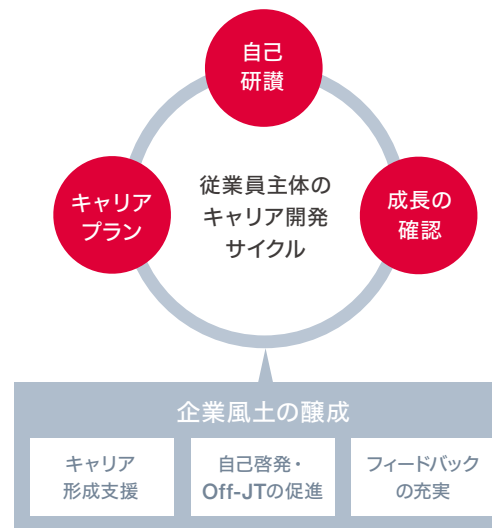 自己
研鑽
キャリア
プラン
従業員主体の
キャリア開発
サイクル
成長の
確認
企業風土の醸成
キャリア
形成支援
自己啓発・
Off-JTの促進
フィードバック
の充実